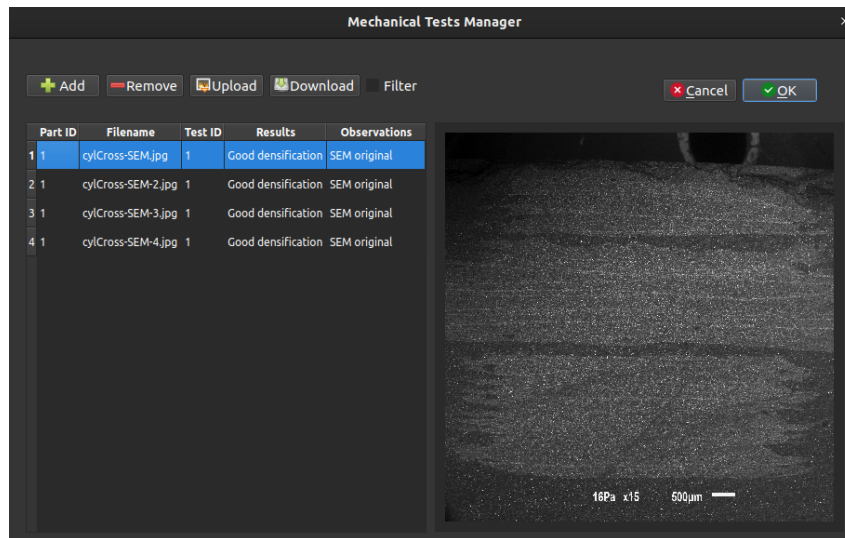 Mechanical Tests Manager
Add Remove Upload Download Filter Cancel OK
Part ID Filename Test ID Results Observations
1 1 cylCross-SEM.jpg 1 Good densification SEM original
2 1 cylCross-SEM-2.jpg 1 Good densification SEM original
3 1 cylCross-SEM-3.jpg 1 Good densification SEM original
4 1 cylCross-SEM-4.jpg 1 Good densification SEM original
16Pa x15 500μm